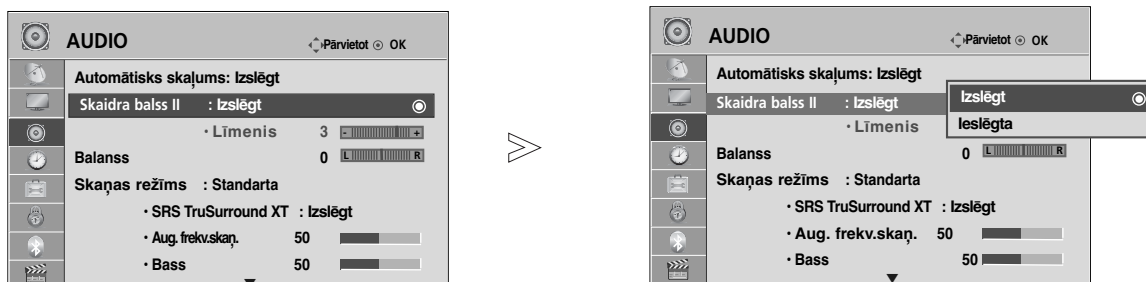 AUDIO
Pārvietot OK
Automātisks skaļums: Izslēgt
Skaidra balss II : Izslēgt
· Līmenis 3 - +
Balanss 0 L R
Skaņas režīms : Standarta
· SRS TruSurround XT : Izslēgt
· Aug. frekv.skaņ. 50
· Bass 50
AUDIO
Pārvietot OK
Automātisks skaļums: Izslēgt
Skaidra balss II : Izslēgt
Izslēgt
Ieslēgta
· Līmenis
Balanss 0 L R
Skaņas režīms : Standarta
· SRS TruSurround XT : Izslēgt
· Aug. frekv.skaņ. 50
· Bass 50